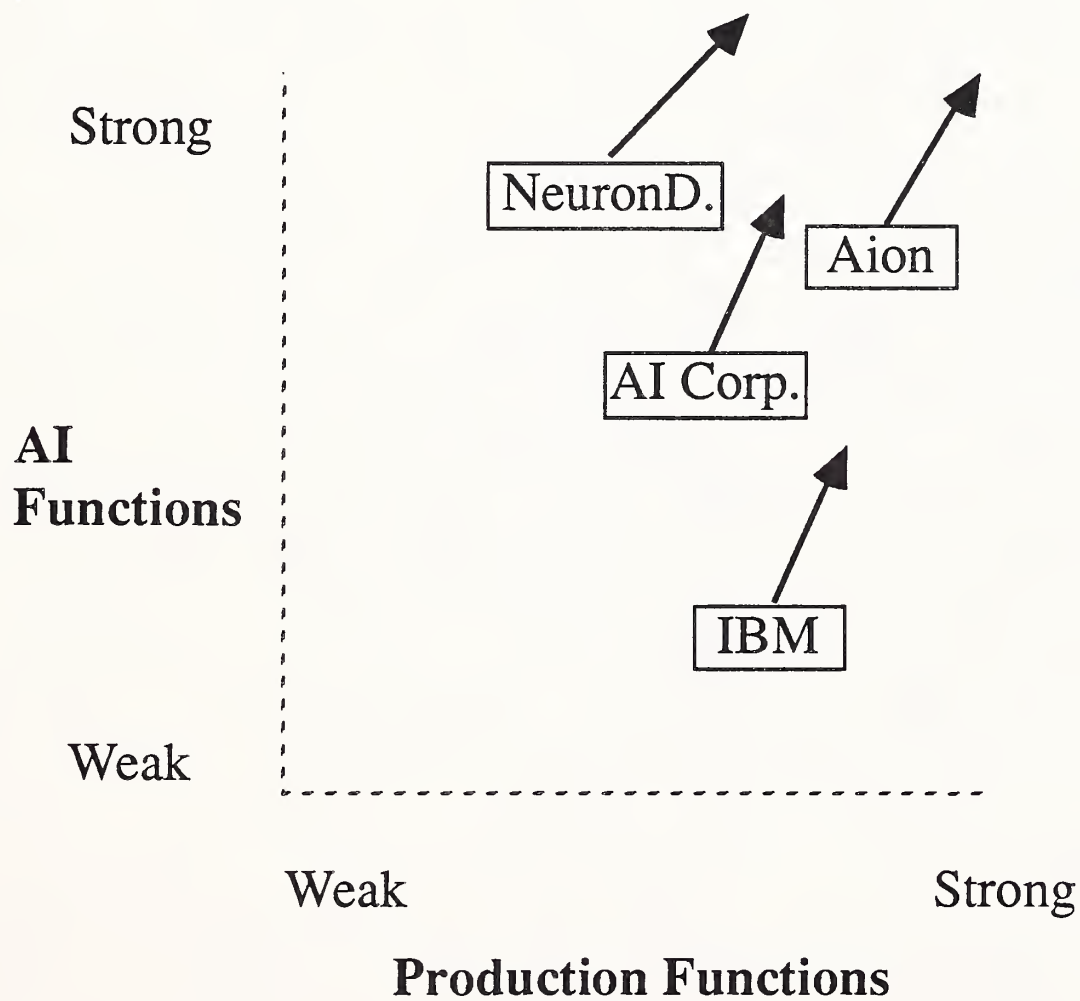 Strong
NeuronD.
Aion
AI Corp.
AI
Functions
IBM
Weak
Weak
Strong
Production Functions